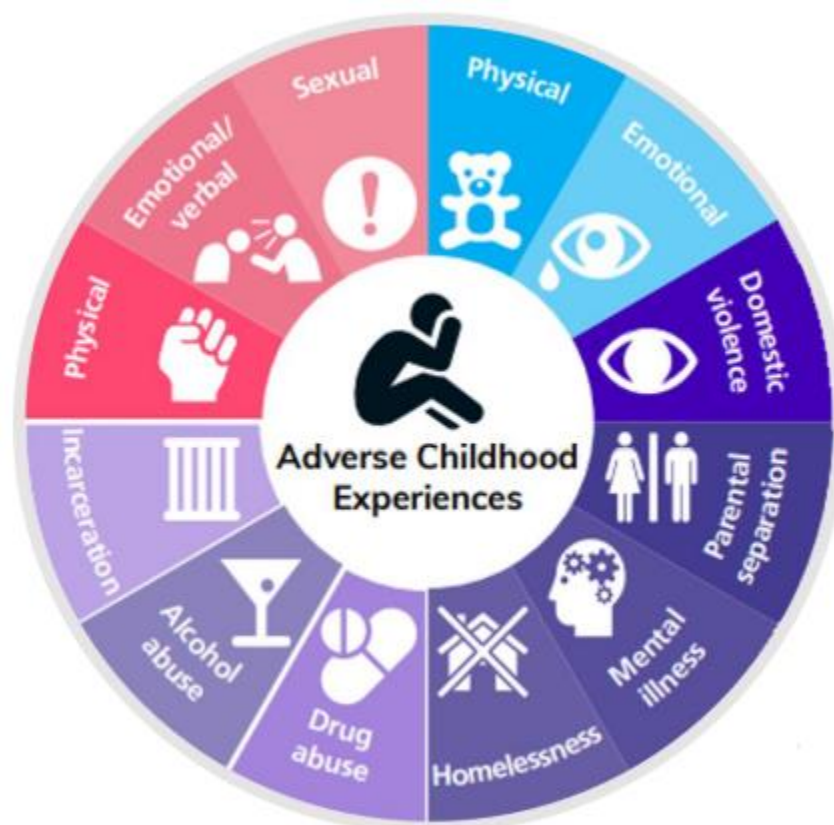 Adverse Childhood
Experiences
Physical
Emotional
Domestic
violence
Parental
separation
Mental
illness
Homelessness
Drug
abuse
Alcohol
abuse
Incarceration
Physical
Emotional/
verbal
Sexual